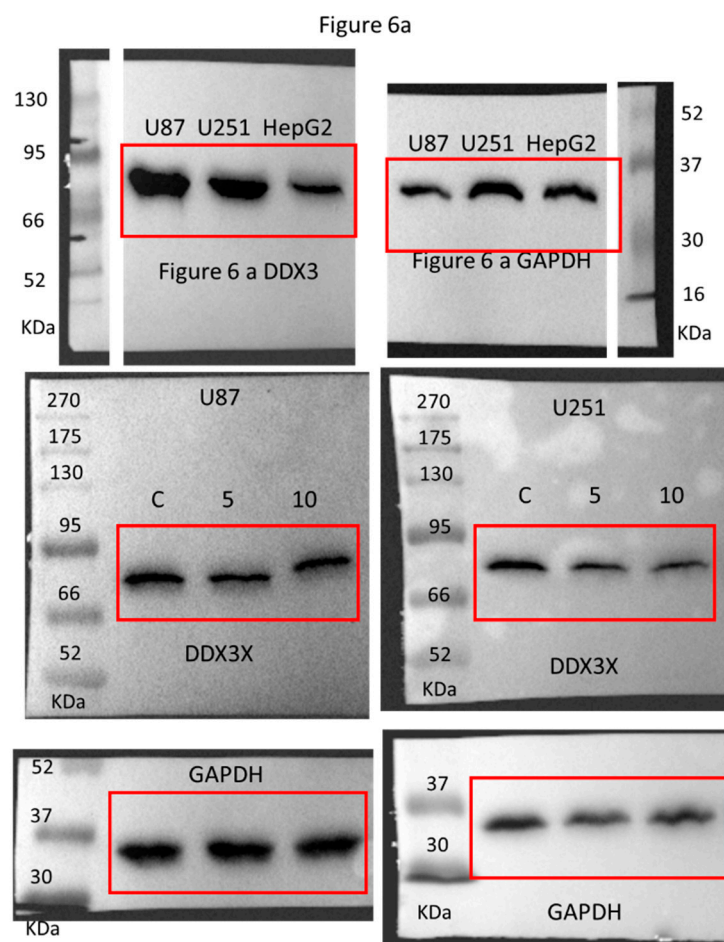 Figure 6a
130
95
66
52
KDa
U87 U251 HepG2
Figure 6 a DDX3
U87 U251 HepG2
Figure 6 a GAPDH
52
37
30
16
KDa
270
175
130
95
66
52
KDa
U87
C 5 10
DDX3X
270
175
130
95
66
52
KDa
U251
C 5 10
DDX3X
52
37
30
KDa
GAPDH
37
30
KDa
GAPDH